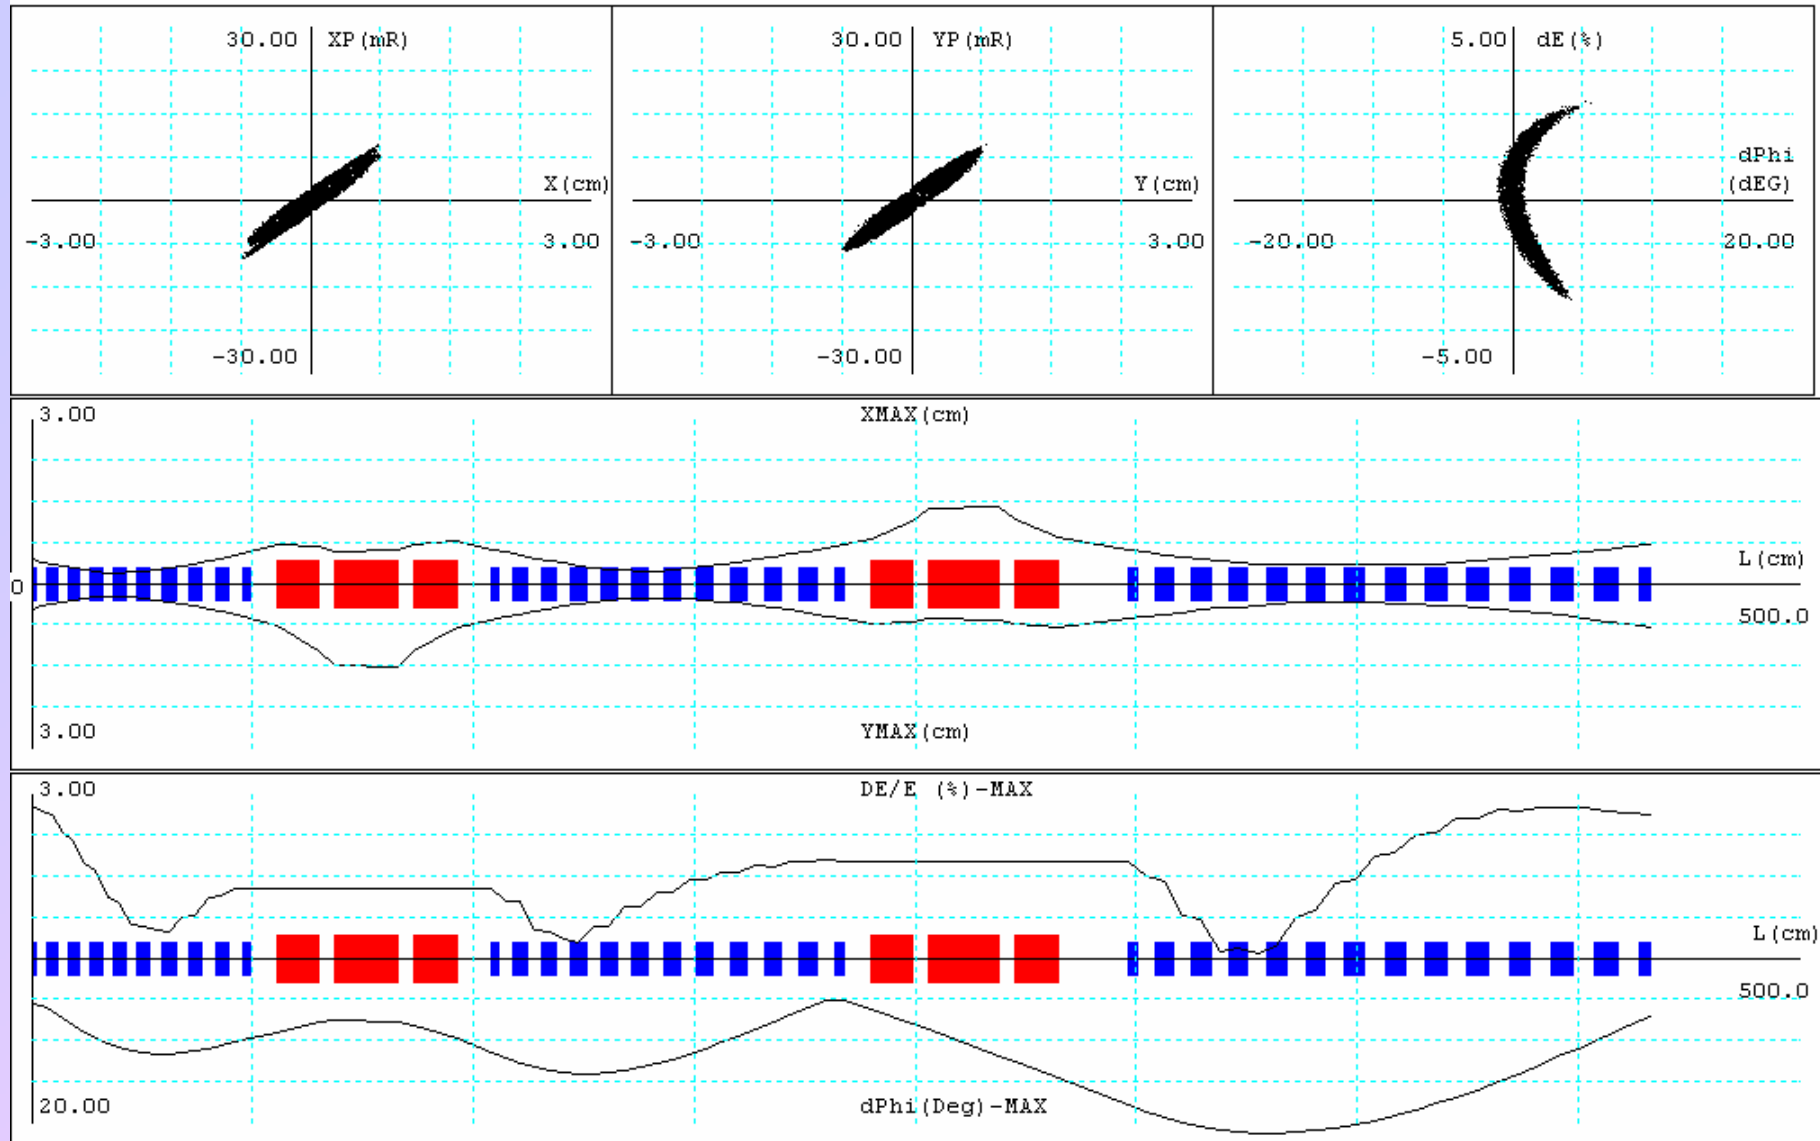 30.00 XP(mR)
X(cm)
-3.00 3.00
-30.00
30.00 YP(mR)
Y(cm)
-3.00 3.00
-30.00
5.00 dE(%)
dPhi
(dEG)
-20.00 20.00
-5.00
3.00 XMAX(cm)
L(cm)
0
500.0
3.00 YMAX(cm)
3.00 DE/E (%)-MAX
L(cm)
500.0
20.00 dPhi(Deg)-MAX